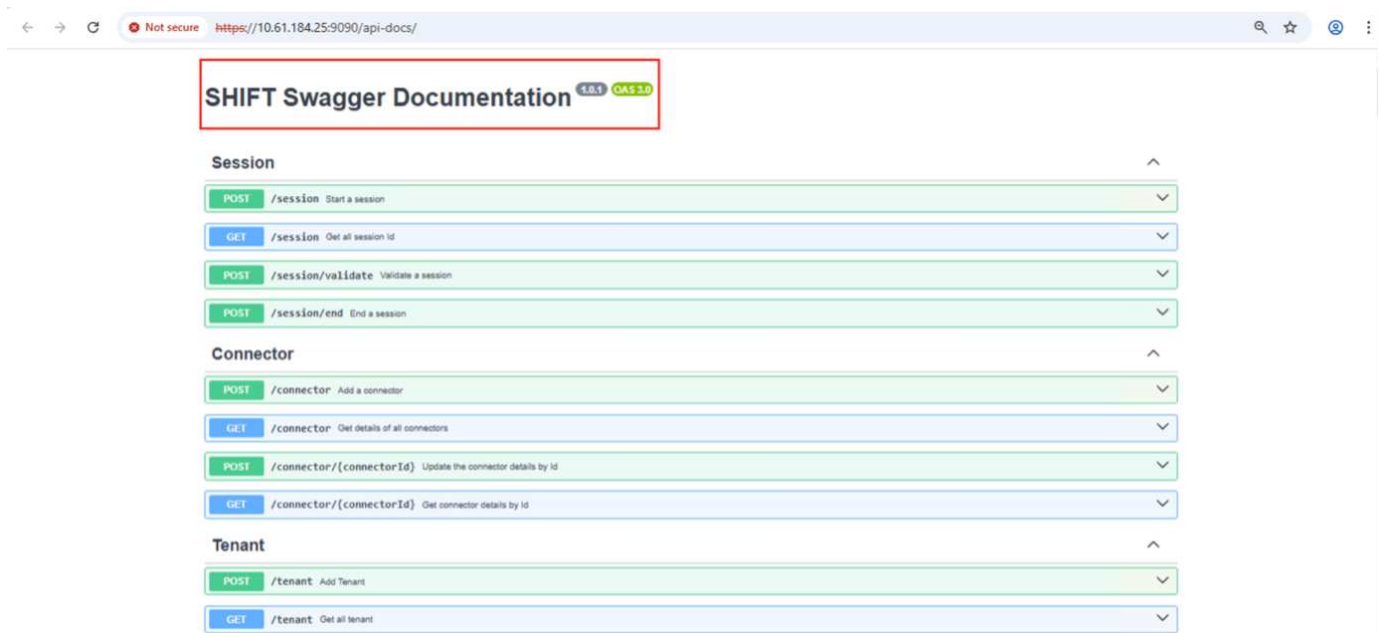 Not secure https://10.61.184.25:9090/api-docs/
SHIFT Swagger Documentation 1.0.1 OAS 3.0
Session
POST /session Start a session
GET /session Get all session Id
POST /session/validate Validate a session
POST /session/end End a session
Connector
POST /connector Add a connector
GET /connector Get details of all connectors
POST /connector/{connectorId} Update the connector details by Id
GET /connector/{connectorId} Get connector details by Id
Tenant
POST /tenant Add Tenant
GET /tenant Get all tenant